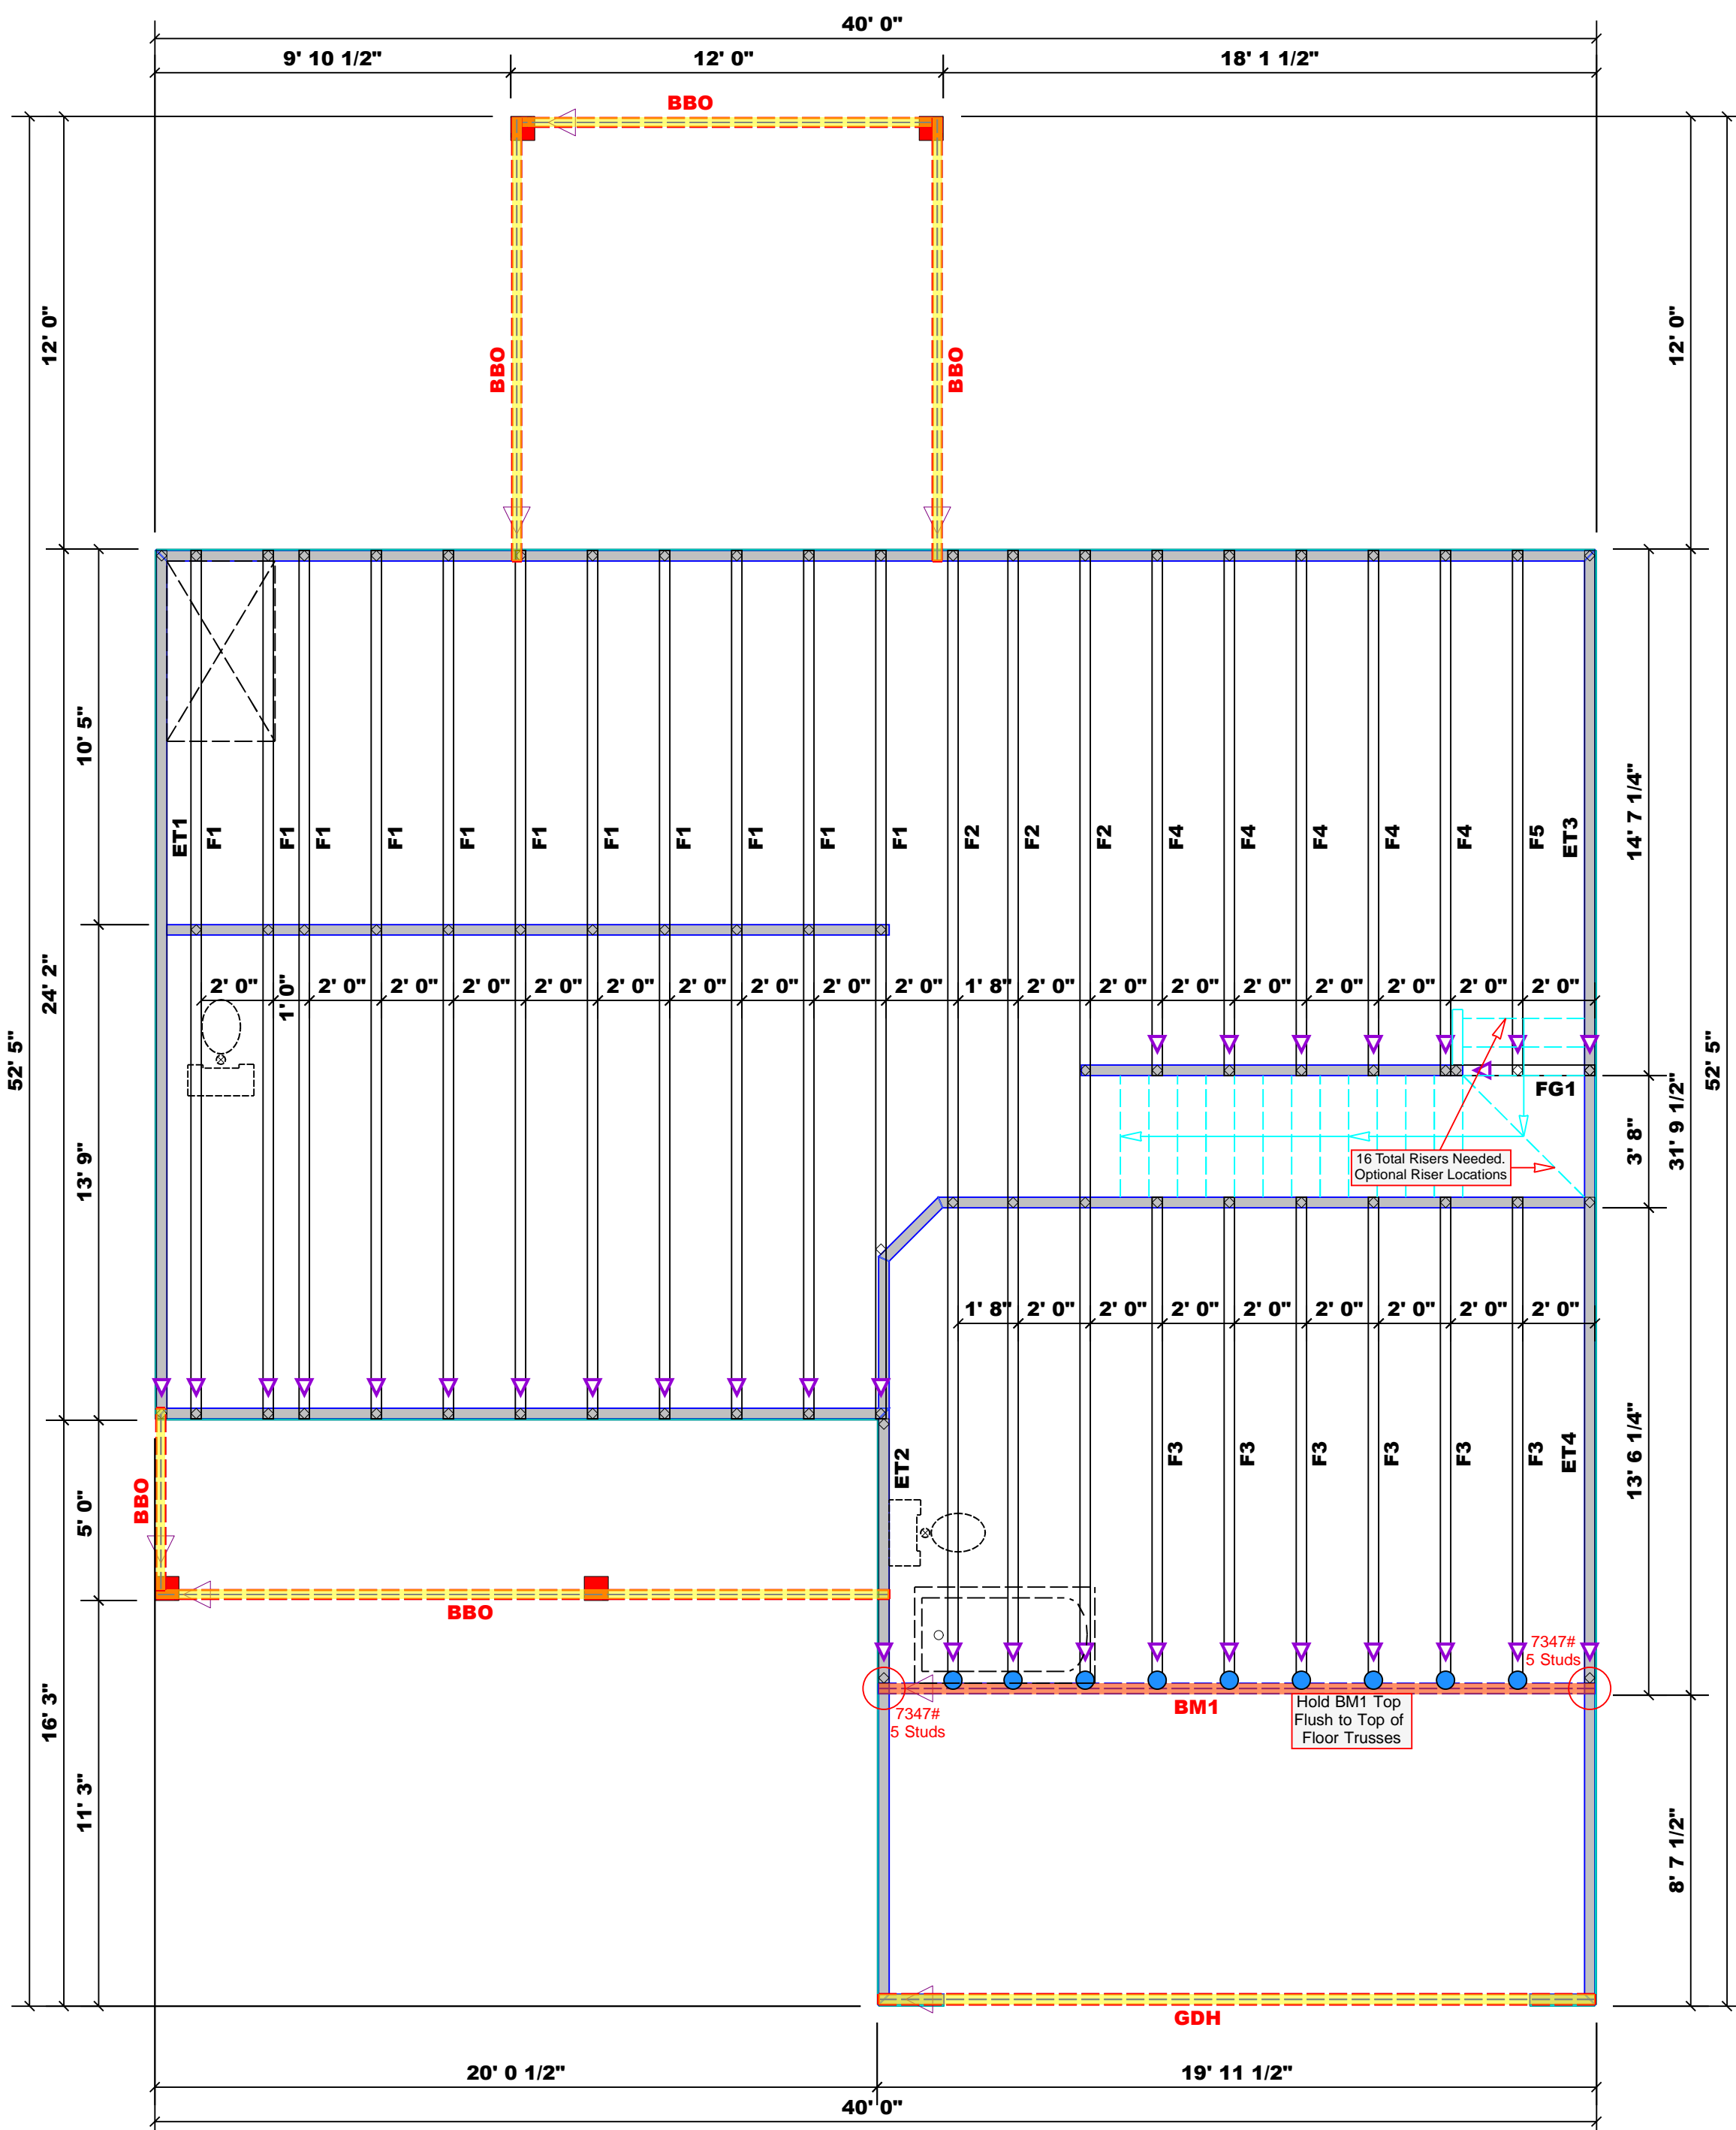 40' 0"
9' 10 1/2"
12' 0"
18' 1 1/2"
BBO
12' 0"
12' 0"
BBO
BBO
10' 5"
14' 7 1/4"
ET1
F1
F1
F1
F1
F1
F1
F1
F1
F1
F1
F1
F2
F2
F2
F4
F4
F4
F4
F4
F5
ET3
24' 2"
52' 5"
52' 5"
2' 0"
1' 0"
2' 0"
2' 0"
2' 0"
2' 0"
2' 0"
2' 0"
2' 0"
2' 0"
1' 8"
2' 0"
2' 0"
2' 0"
2' 0"
2' 0"
2' 0"
2' 0"
2' 0"
FG1
13' 9"
3' 8"
31' 9 1/2"
16 Total Risers Needed.
Optional Riser Locations
1' 8"
2' 0"
2' 0"
2' 0"
2' 0"
2' 0"
2' 0"
2' 0"
2' 0"
13' 6 1/4"
ET2
F3
F3
F3
F3
F3
F3
ET4
BBO
5' 0"
BBO
7347#
5 Studs
7347#
5 Studs
BM1
Hold BM1 Top
Flush to Top of
Floor Trusses
16' 3"
11' 3"
8' 7 1/2"
GDH
20' 0 1/2"
19' 11 1/2"
40' 0"